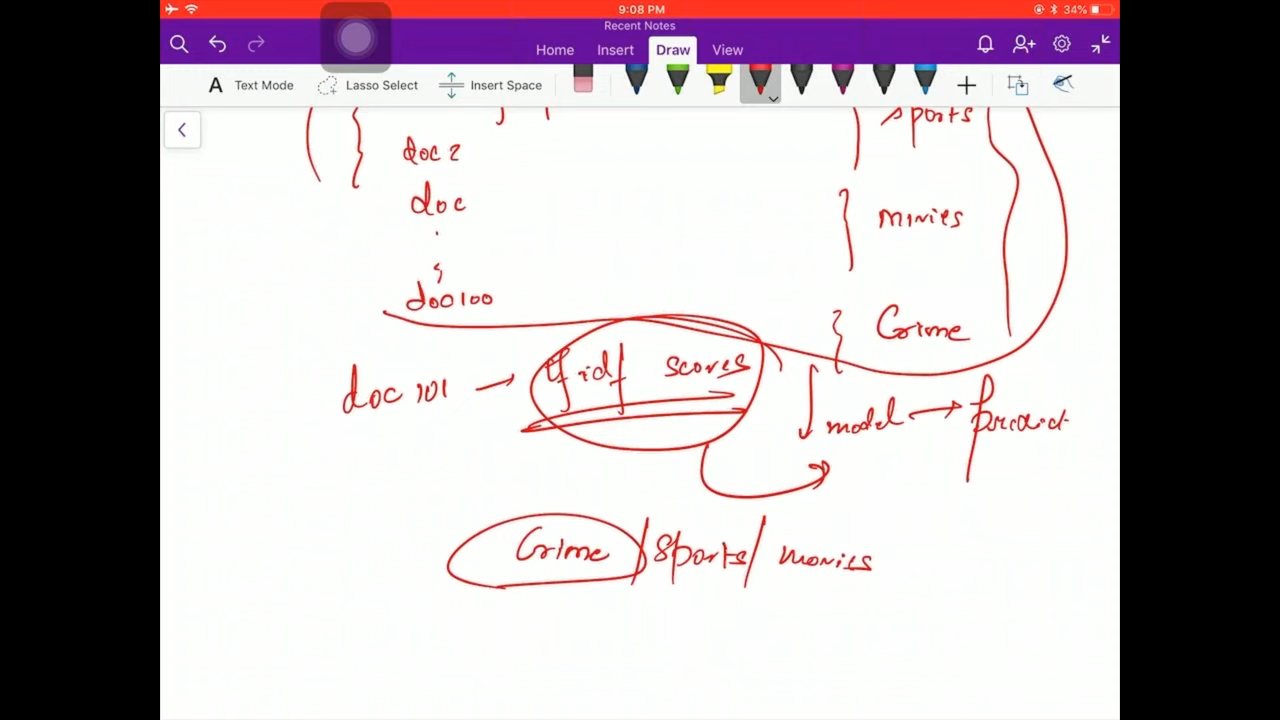 9:08 PM 34%
Recent Notes
Home Insert Draw View
A Text Mode Lasso Select Insert Space
sports
doc 2
doc
movies
doc100
Crime
doc 101 → tfidf scores
model → predict
Crime / sports / movies